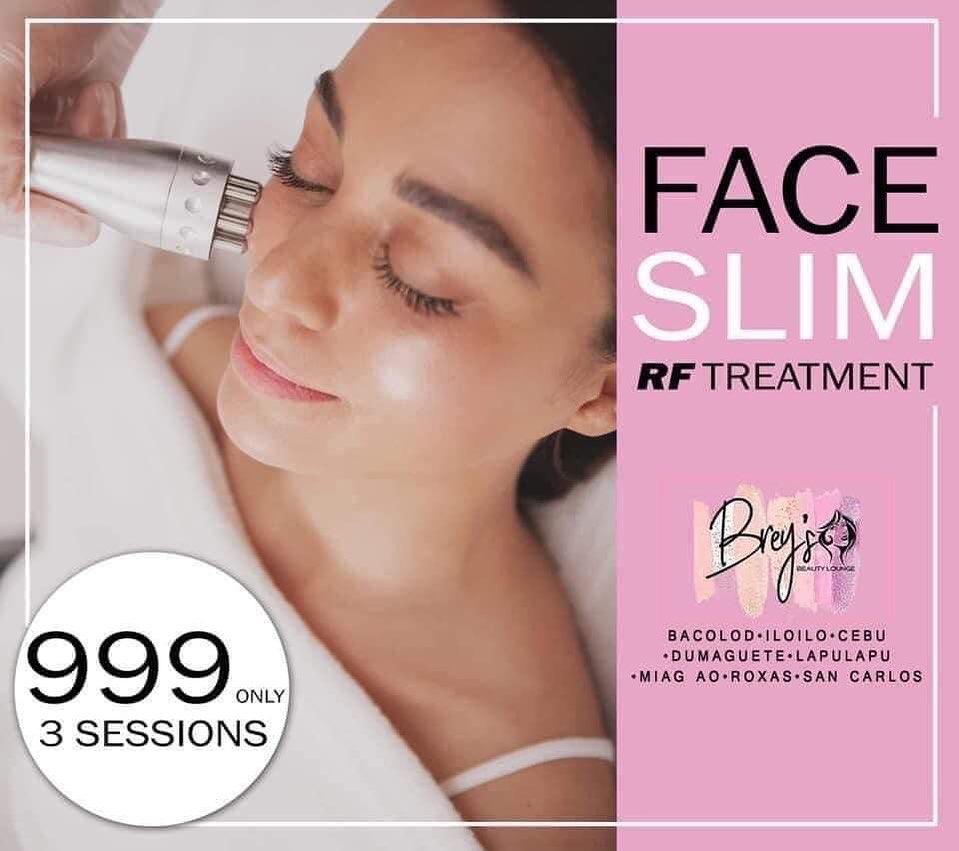 FACE
SLIM
RF TREATMENT
Brey's
BEAUTY LOUNGE
BACOLOD•ILOILO•CEBU
•DUMAGUETE•LAPULAPU
•MIAG AO•ROXAS•SAN CARLOS
999 ONLY
3 SESSIONS